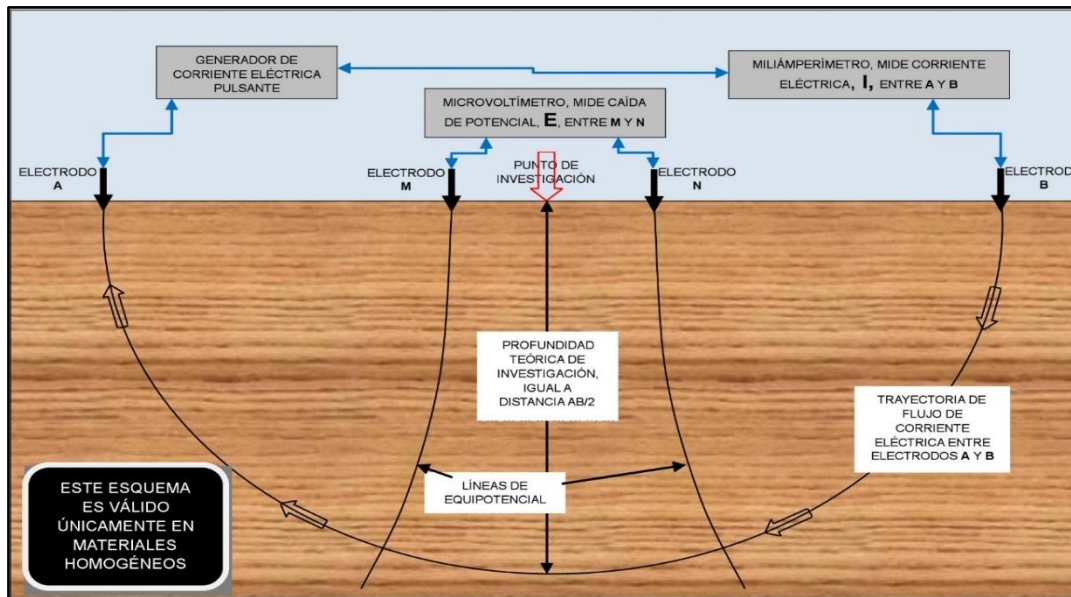 GENERADOR DE
CORRIENTE ELÉCTRICA
PULSANTE
MILIÁMPERÍMETRO, MIDE CORRIENTE
ELÉCTRICA, I, ENTRE A Y B
MICROVOLTÍMETRO, MIDE CAÍDA
DE POTENCIAL, E, ENTRE M Y N
ELECTRODO
A
ELECTRODO
M
PUNTO DE
INVESTIGACIÓN
ELECTRODO
N
ELECTROD
B
PROFUNDIDAD
TEÓRICA DE
INVESTIGACIÓN,
IGUAL A
DISTANCIA AB/2
TRAYECTORIA DE
FLUJO DE
CORRIENTE
ELÉCTRICA ENTRE
ELECTRODOS A Y B
LÍNEAS DE
EQUIPOTENCIAL
ESTE ESQUEMA
ES VÁLIDO
ÚNICAMENTE EN
MATERIALES
HOMOGÉNEOS